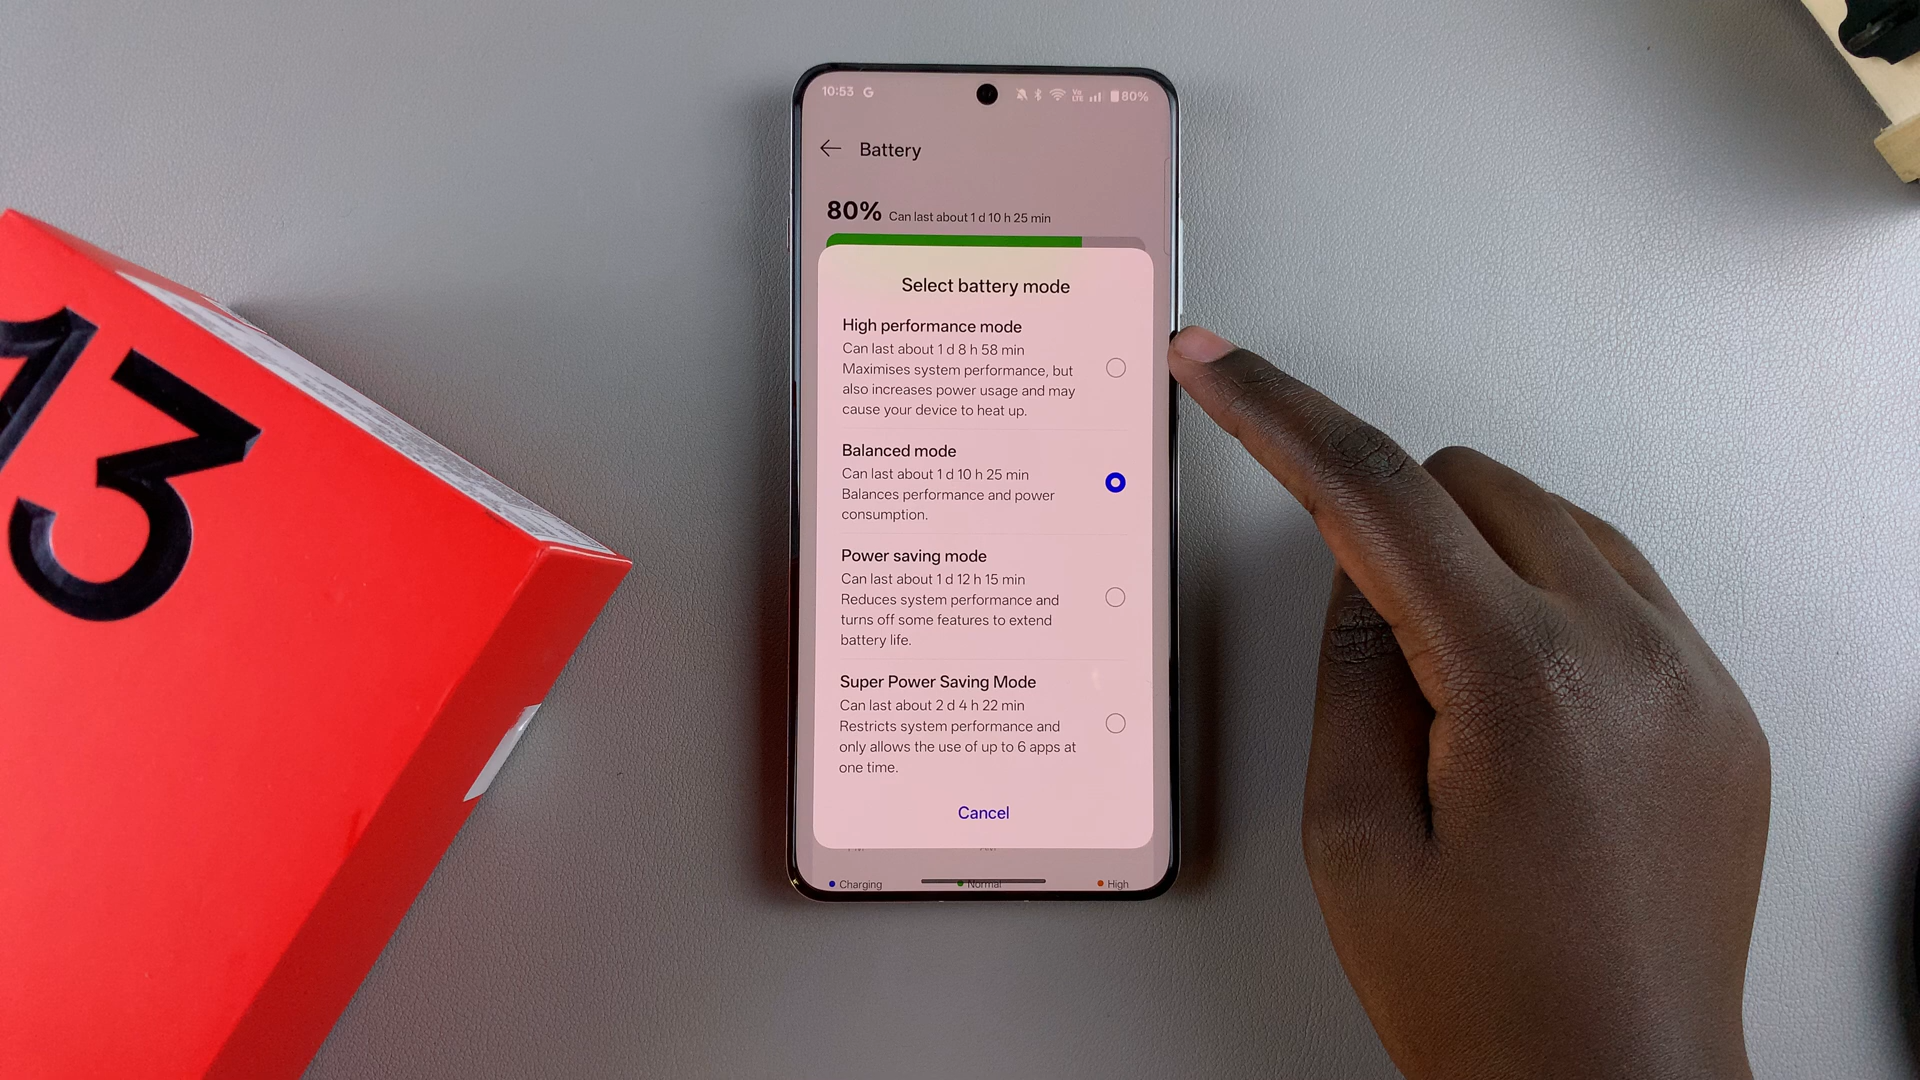 13
10:53 G Vo LTE 80%
Battery
80% Can last about 1 d 10 h 25 min
Select battery mode
High performance mode
Can last about 1 d 8 h 58 min
Maximises system performance, but
also increases power usage and may
cause your device to heat up.
Balanced mode
Can last about 1 d 10 h 25 min
Balances performance and power
consumption.
Power saving mode
Can last about 1 d 12 h 15 min
Reduces system performance and
turns off some features to extend
battery life.
Super Power Saving Mode
Can last about 2 d 4 h 22 min
Restricts system performance and
only allows the use of up to 6 apps at
one time.
Cancel
Charging Normal High